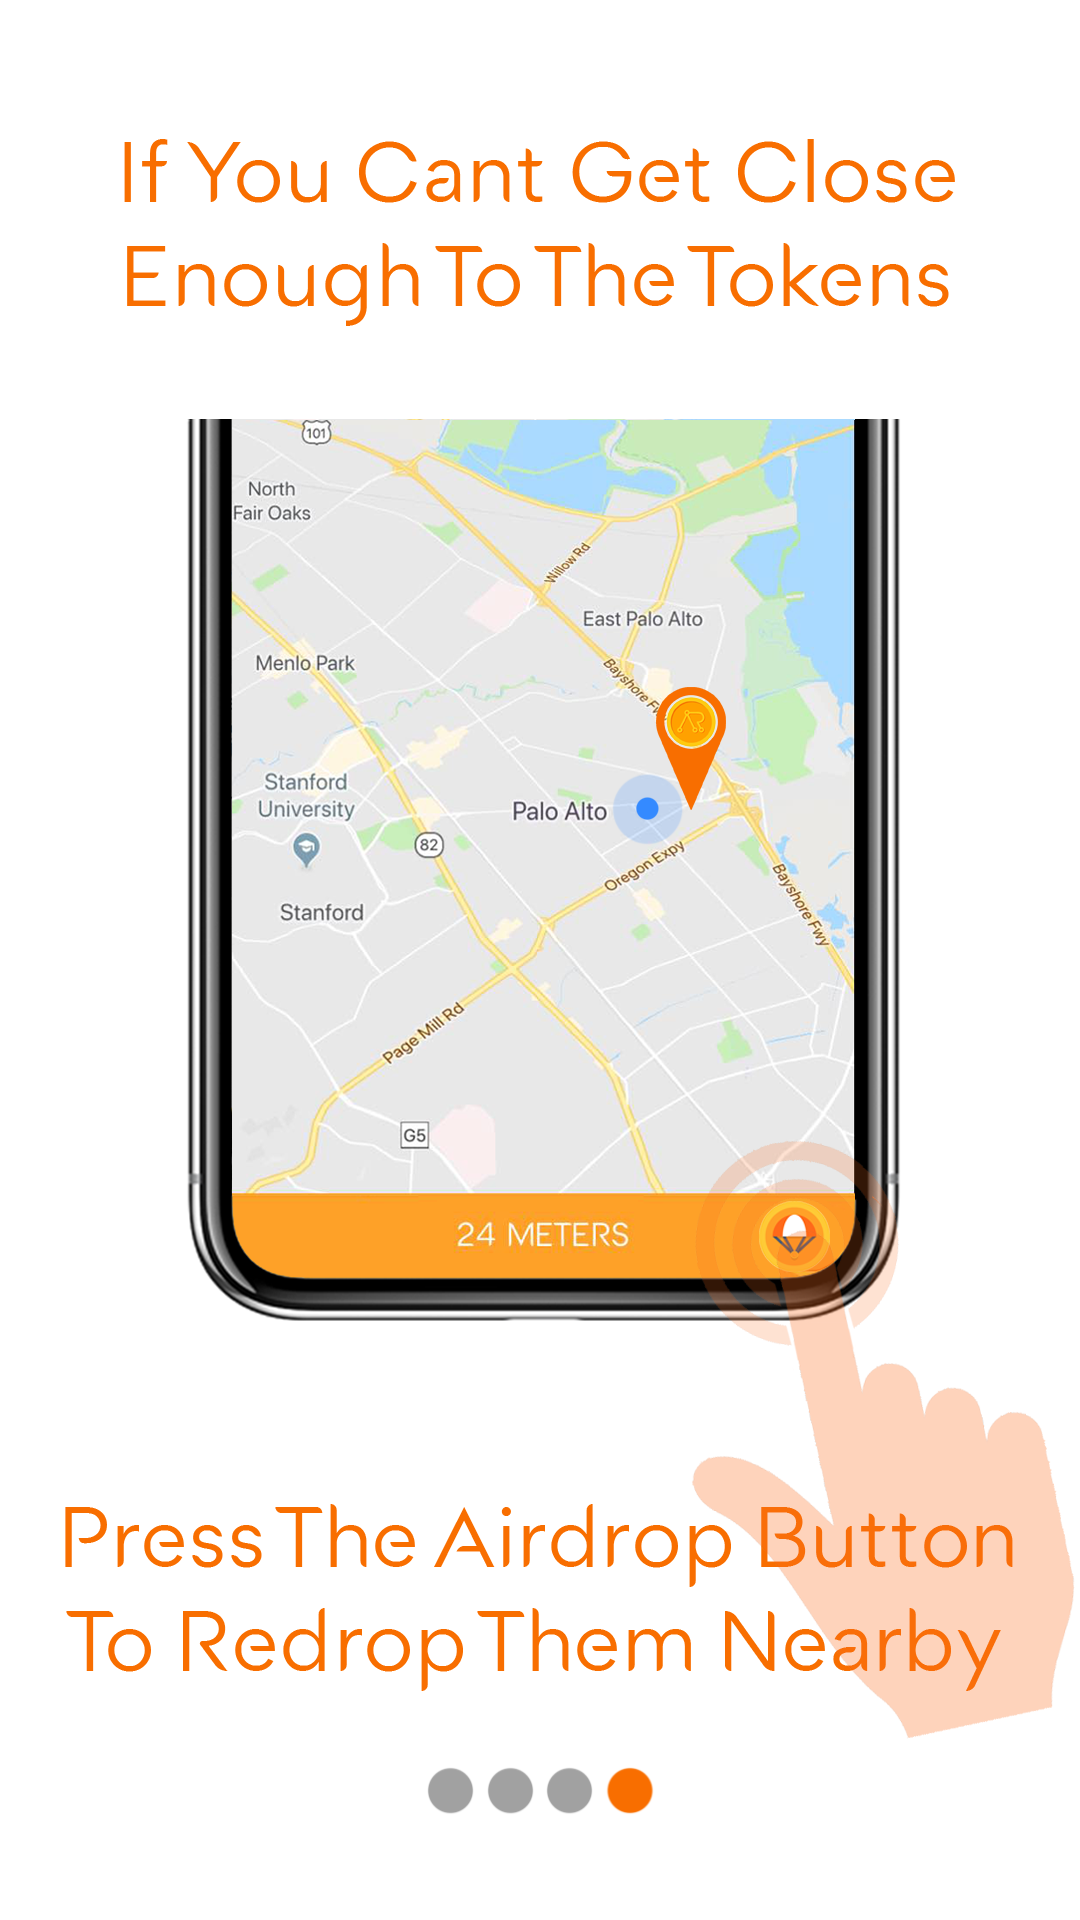 If You Cant Get Close
Enough To The Tokens
101
North
Fair Oaks
Willow Rd
East Palo Alto
Menlo Park
Bayshore Fwy
AR
Stanford
University
Palo Alto
82
Oregon Expy
Bayshore Fwy
Stanford
Page Mill Rd
G5
24 METERS
Press The Airdrop Button
To Redrop Them Nearby